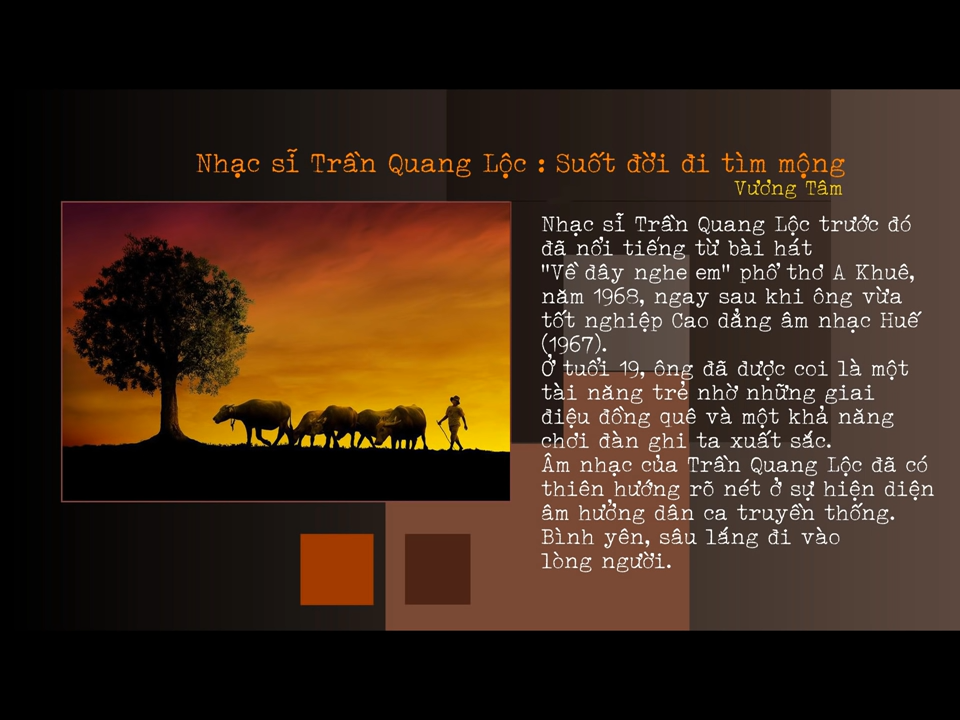 Nhạc sĩ Trần Quang Lộc : Suốt đời đi tìm mộng
Vương Tâm
Nhạc sĩ Trần Quang Lộc trước đó
đã nổi tiếng từ bài hát
"Về đây nghe em" phổ thơ A Khuê,
năm 1968, ngay sau khi ông vừa
tốt nghiệp Cao đẳng âm nhạc Huế
(1967).
Ở tuổi 19, ông đã được coi là một
tài năng trẻ nhờ những giai
điệu đồng quê và một khả năng
chơi đàn ghi ta xuất sắc.
Âm nhạc của Trần Quang Lộc đã có
thiên hướng rõ nét ở sự hiện diện
âm hưởng dân ca truyền thống.
Bình yên, sâu lắng đi vào
lòng người.